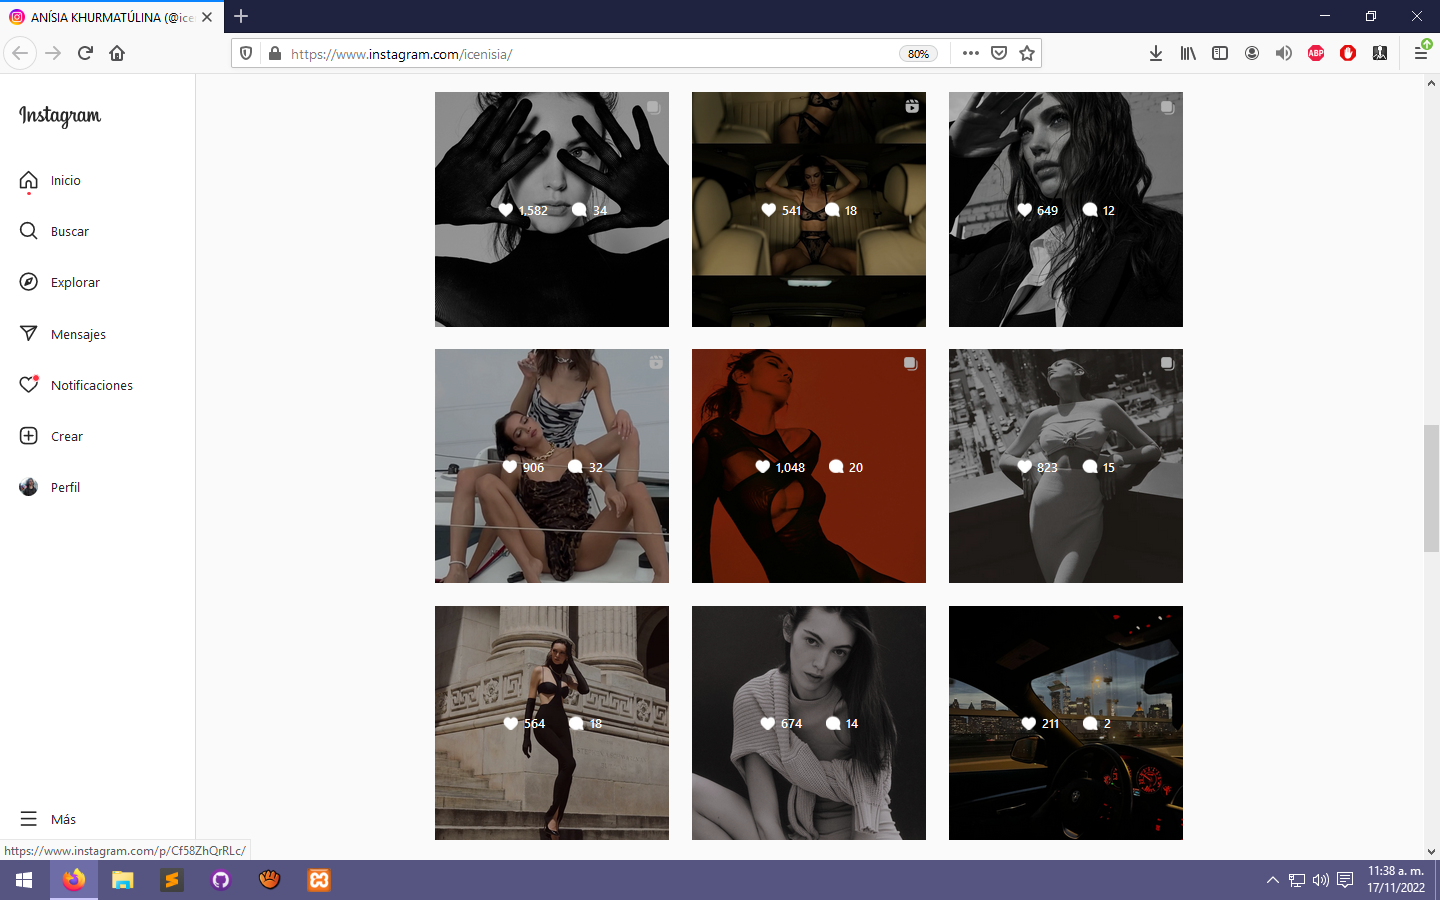 ANÍSIA KHURMATÚLINA (@ice
https://www.instagram.com/icenisia/
80%
ABP
Instagram
Inicio
Buscar
Explorar
Mensajes
Notificaciones
Crear
Perfil
Más
1,582 34
541 18
649 12
906 32
1,048 20
823 15
564 18
674 14
211 2
https://www.instagram.com/p/Cf58ZhQrRLc/
11:38 a. m.
17/11/2022